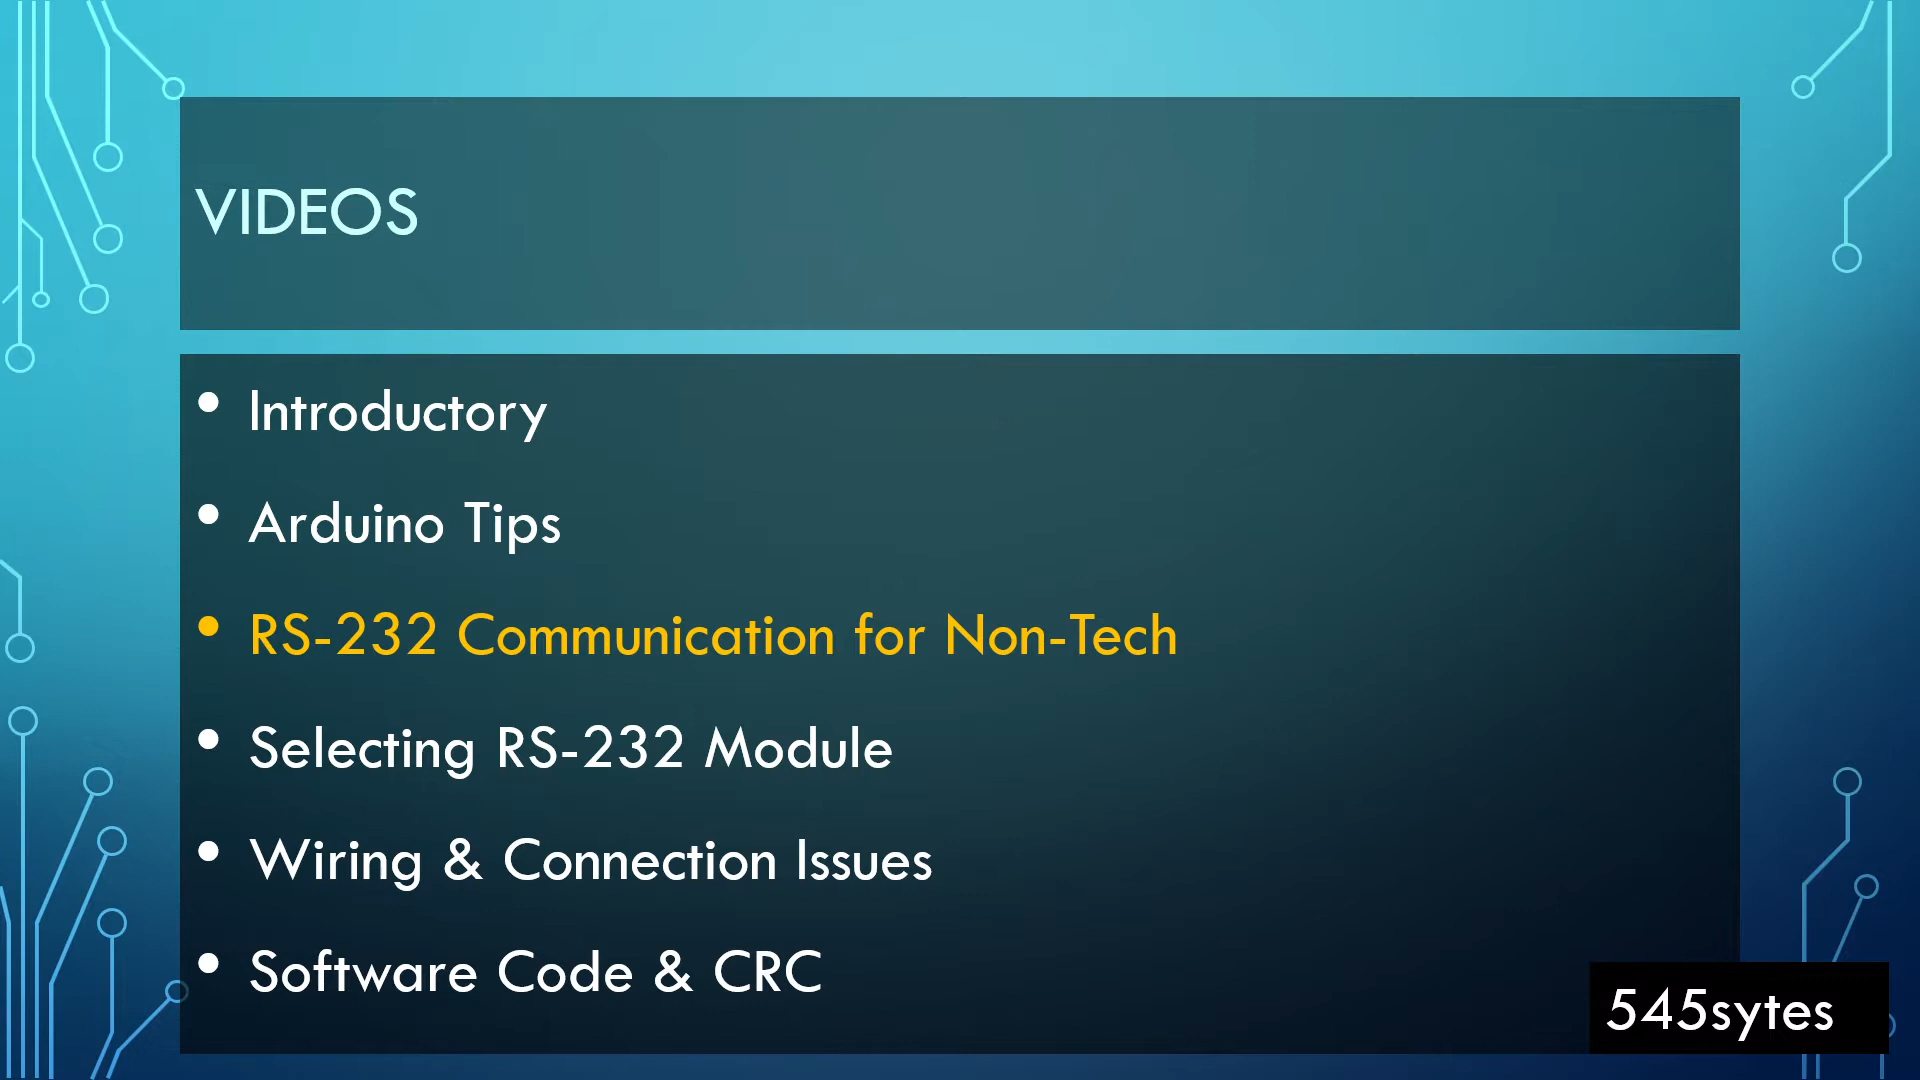 VIDEOS
• Introductory
• Arduino Tips
• RS-232 Communication for Non-Tech
• Selecting RS-232 Module
• Wiring & Connection Issues
• Software Code & CRC
545sytes